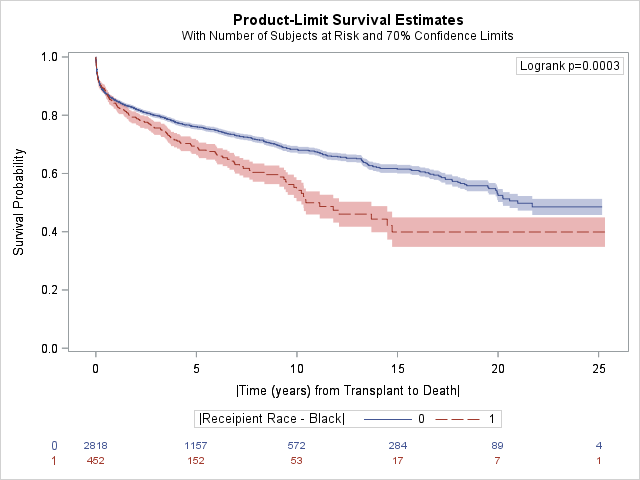 Product-Limit Survival Estimates
With Number of Subjects at Risk and 70% Confidence Limits
Logrank p=0.0003
1.0
0.8
0.6
0.4
0.2
0.0
Survival Probability
0 5 10 15 20 25
|Time (years) from Transplant to Death|
|Receipient Race - Black| 0 1
0 2818 1157 572 284 89 4
1 452 152 53 17 7 1